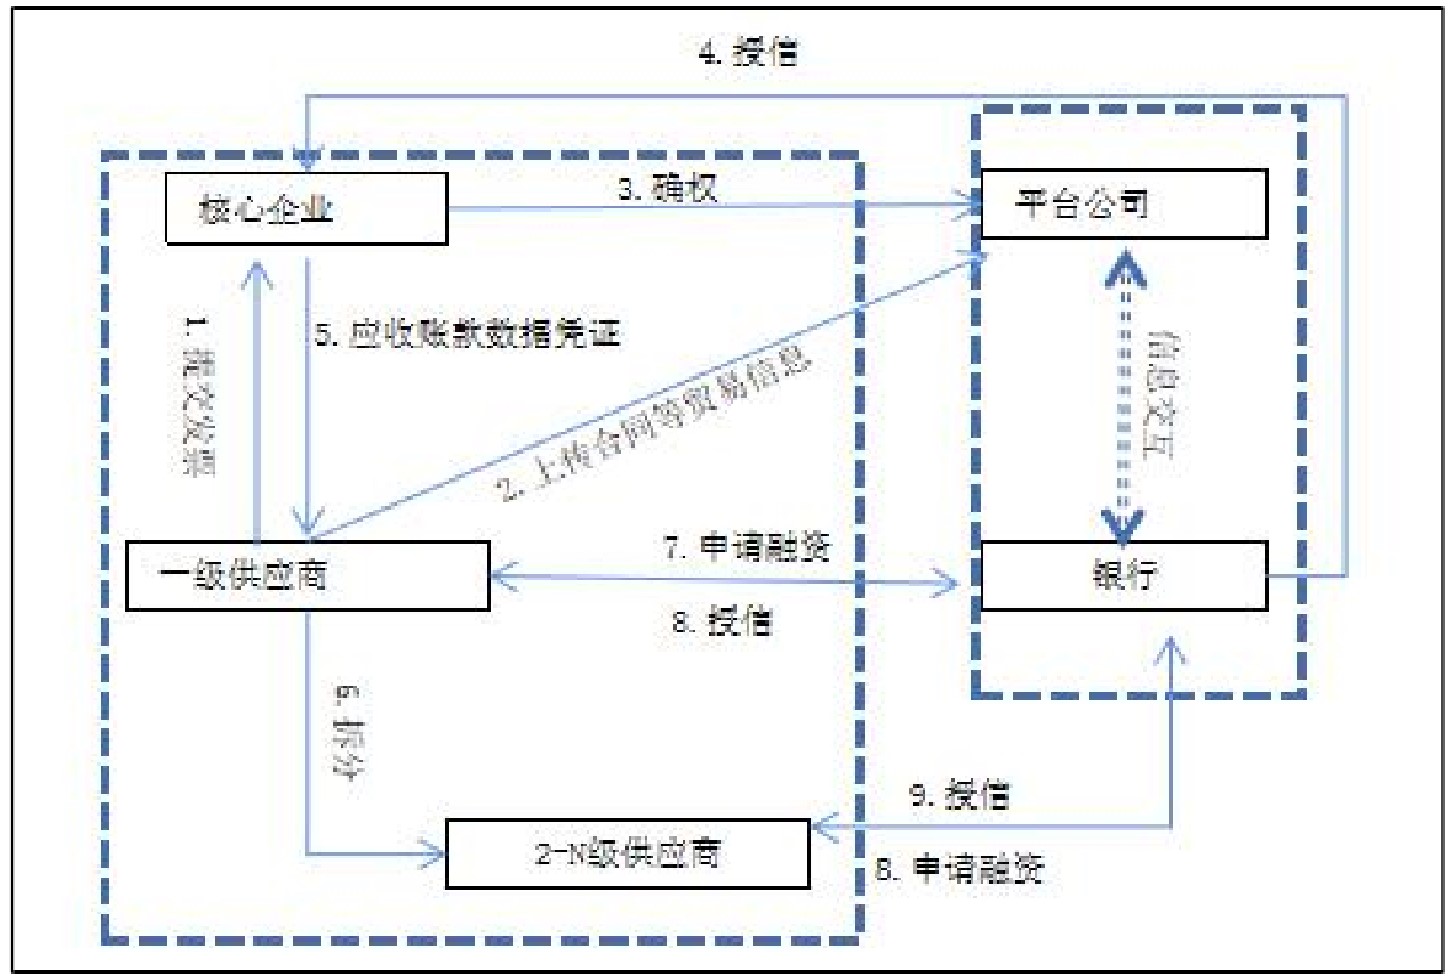 4. 授信
核心企业
3. 确权
平台公司
1. 提交发票
5. 应收账款数据凭证
2. 上传合同等贸易信息
信息交互
7. 申请融资
一级供应商
银行
8. 授信
6. 拆分
9. 授信
2-N级供应商
8. 申请融资